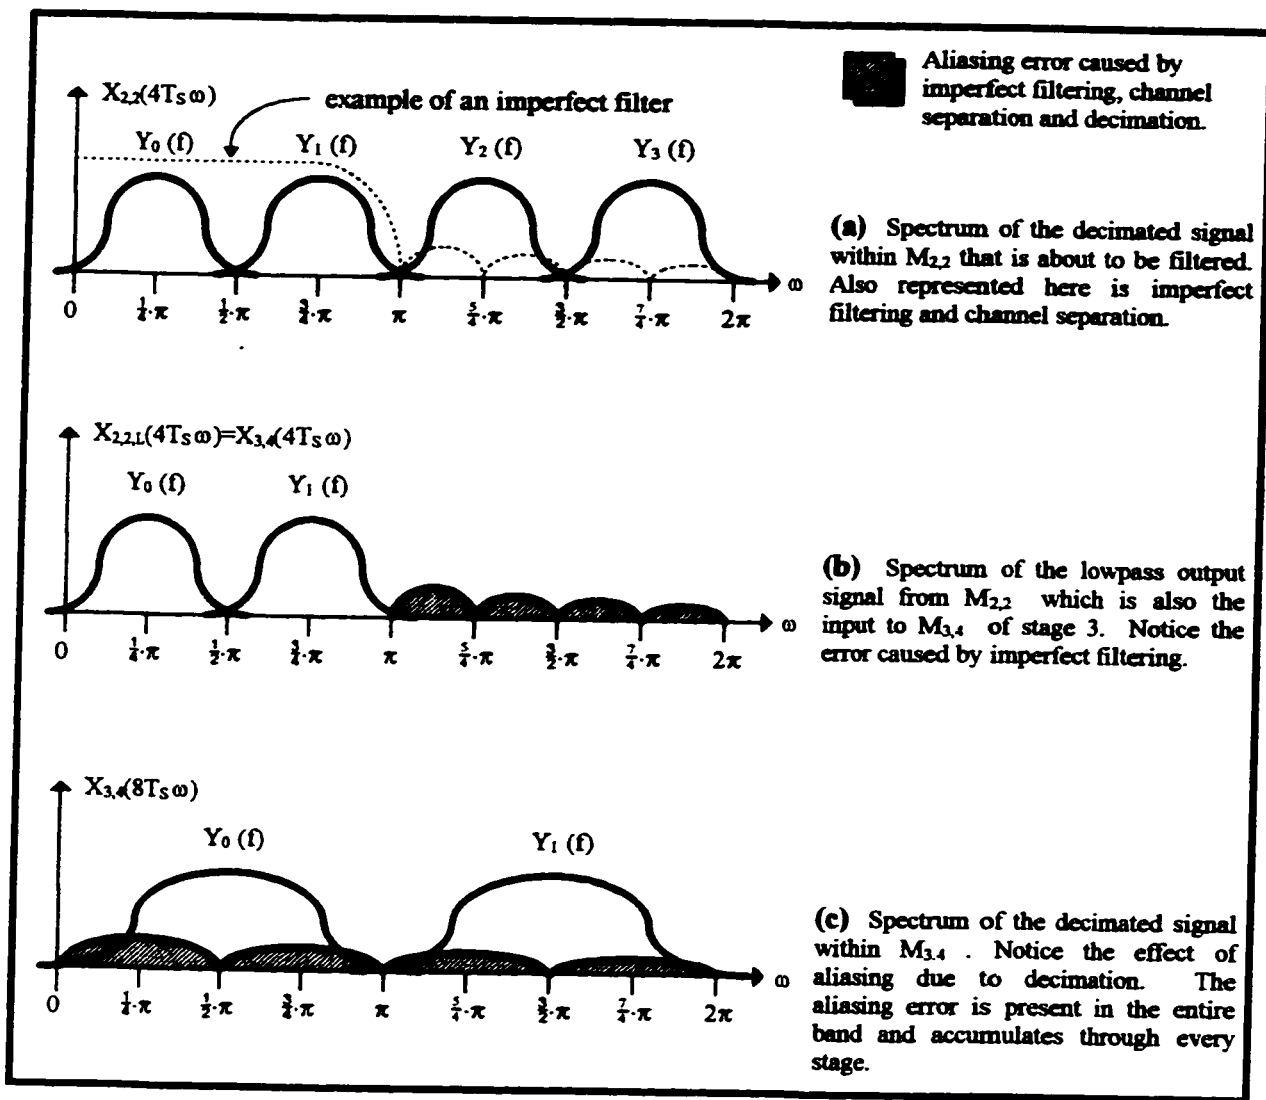 Aliasing error caused by
imperfect filtering, channel
separation and decimation.
X2,2(4TSω)
example of an imperfect filter
Y0 (f) Y1 (f) Y2 (f) Y3 (f)
ω
0 1/4·π 1/2·π 3/4·π π 5/4·π 3/2·π 7/4·π 2π
(a) Spectrum of the decimated signal
within M2,2 that is about to be filtered.
Also represented here is imperfect
filtering and channel separation.
X2,2,L(4TSω)=X3,4(4TSω)
Y0 (f) Y1 (f)
ω
0 1/4·π 1/2·π 3/4·π π 5/4·π 3/2·π 7/4·π 2π
(b) Spectrum of the lowpass output
signal from M2,2 which is also the
input to M3,4 of stage 3. Notice the
error caused by imperfect filtering.
X3,4(8TSω)
Y0 (f) Y1 (f)
ω
0 1/4·π 1/2·π 3/4·π π 5/4·π 3/2·π 7/4·π 2π
(c) Spectrum of the decimated signal
within M3,4 . Notice the effect of
aliasing due to decimation. The
aliasing error is present in the entire
band and accumulates through every
stage.